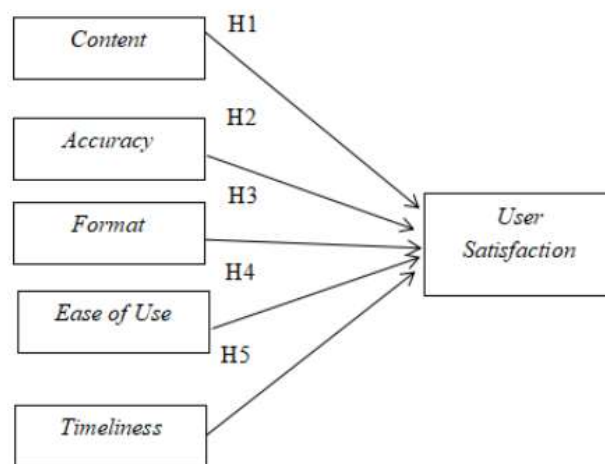 Content
H1
H2
Accuracy
H3
Format
User
Satisfaction
H4
Ease of Use
H5
Timeliness